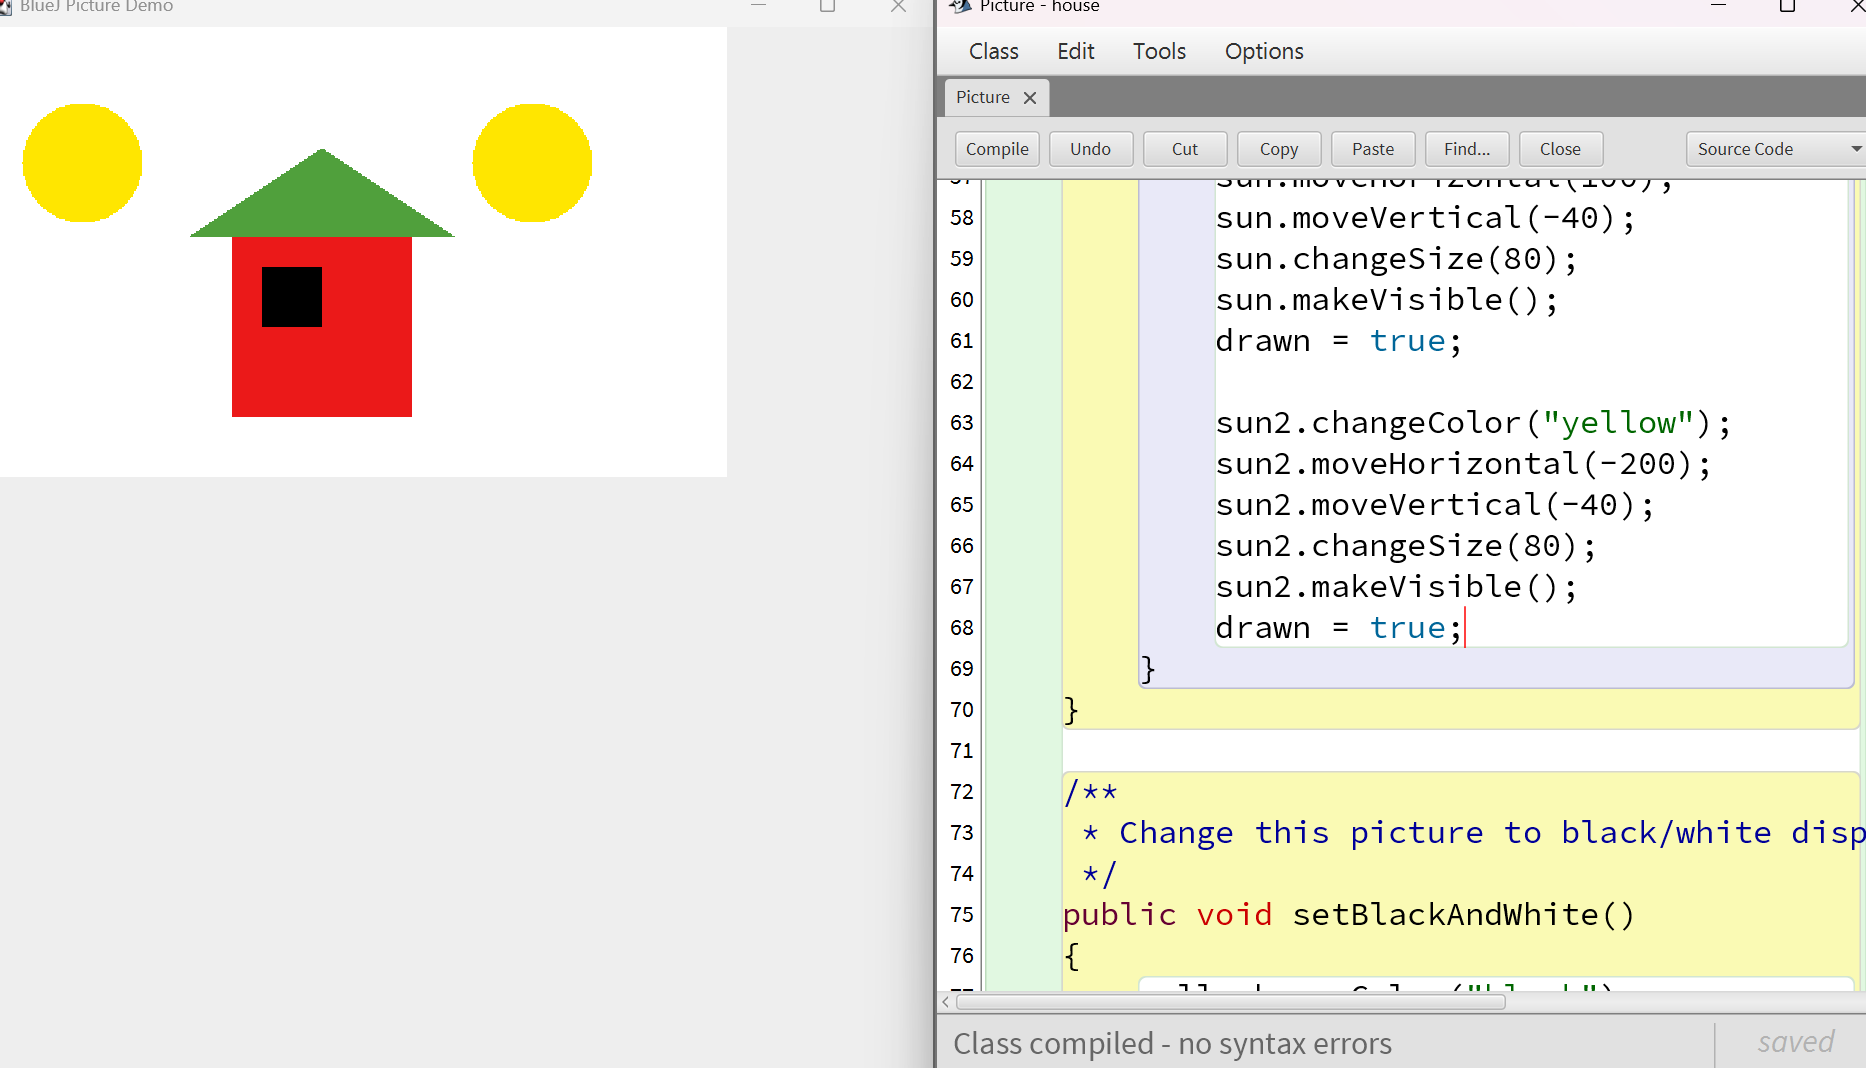 BlueJ Picture Demo
Picture - house
Class Edit Tools Options
Picture
Compile Undo Cut Copy Paste Find... Close Source Code
57 sun.moveHorizontal(100);
58 sun.moveVertical(-40);
59 sun.changeSize(80);
60 sun.makeVisible();
61 drawn = true;
62
63 sun2.changeColor("yellow");
64 sun2.moveHorizontal(-200);
65 sun2.moveVertical(-40);
66 sun2.changeSize(80);
67 sun2.makeVisible();
68 drawn = true;
69 }
70 }
71
72 /**
73 * Change this picture to black/white disp
74 */
75 public void setBlackAndWhite()
76 {
Class compiled - no syntax errors
saved